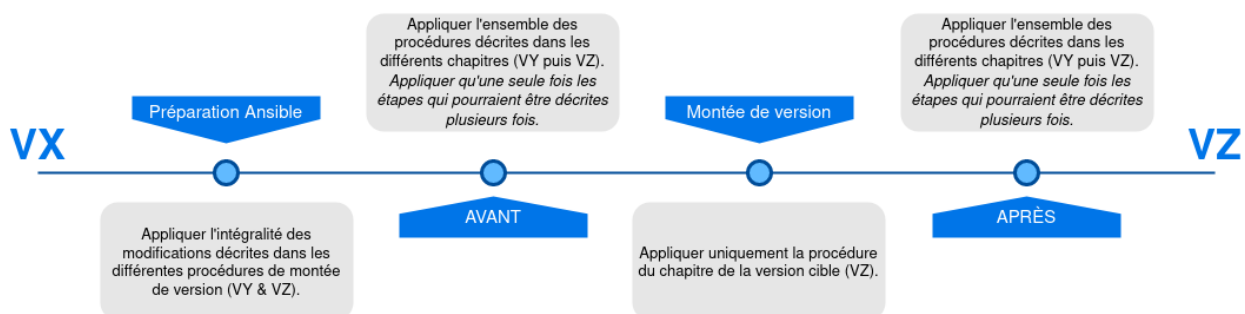 VX
Préparation Ansible
Appliquer l'intégralité des
modifications décrites dans les
différentes procédures de montée
de version (VY & VZ).
Appliquer l'ensemble des
procédures décrites dans les
différents chapitres (VY puis VZ).
Appliquer qu'une seule fois les
étapes qui pourraient être décrites
plusieurs fois.
AVANT
Montée de version
Appliquer uniquement la procédure
du chapitre de la version cible (VZ).
Appliquer l'ensemble des
procédures décrites dans les
différents chapitres (VY puis VZ).
Appliquer qu'une seule fois les
étapes qui pourraient être décrites
plusieurs fois.
APRÈS
VZ